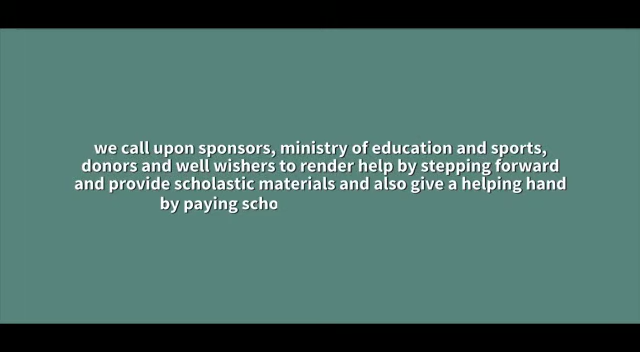 we call upon sponsors, ministry of education and sports,
donors and well wishers to render help by stepping forward
and provide scholastic materials and also give a helping hand
by paying scho